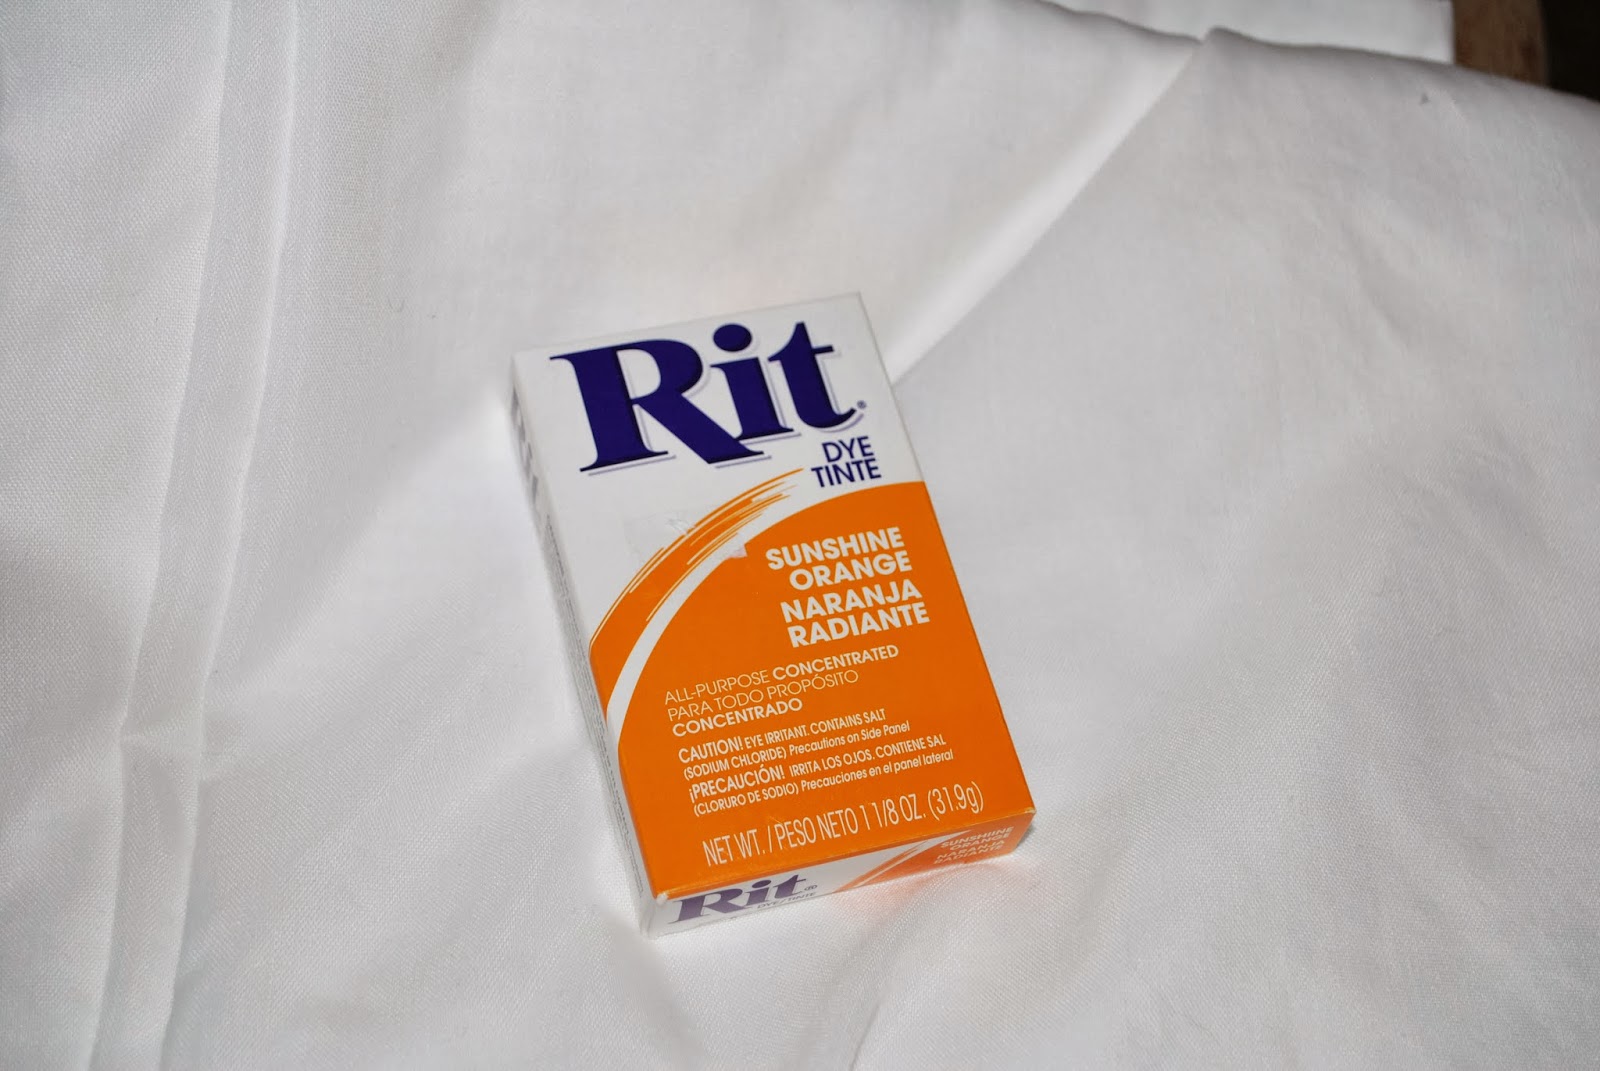 Rit®
DYE
TINTE
SUNSHINE
ORANGE
NARANJA
RADIANTE
ALL-PURPOSE CONCENTRATED
PARA TODO PROPÓSITO
CONCENTRADO
CAUTION! EYE IRRITANT. CONTAINS SALT
(SODIUM CHLORIDE) Precautions on Side Panel
¡PRECAUCIÓN! IRRITA LOS OJOS. CONTIENE SAL
(CLORURO DE SODIO) Precauciones en el panel lateral
NET WT. / PESO NETO 1 1/8 OZ. (31.9g)
Rit®
DYE/TINTE
SUNSHINE
ORANGE
NARANJA
RADIANTE